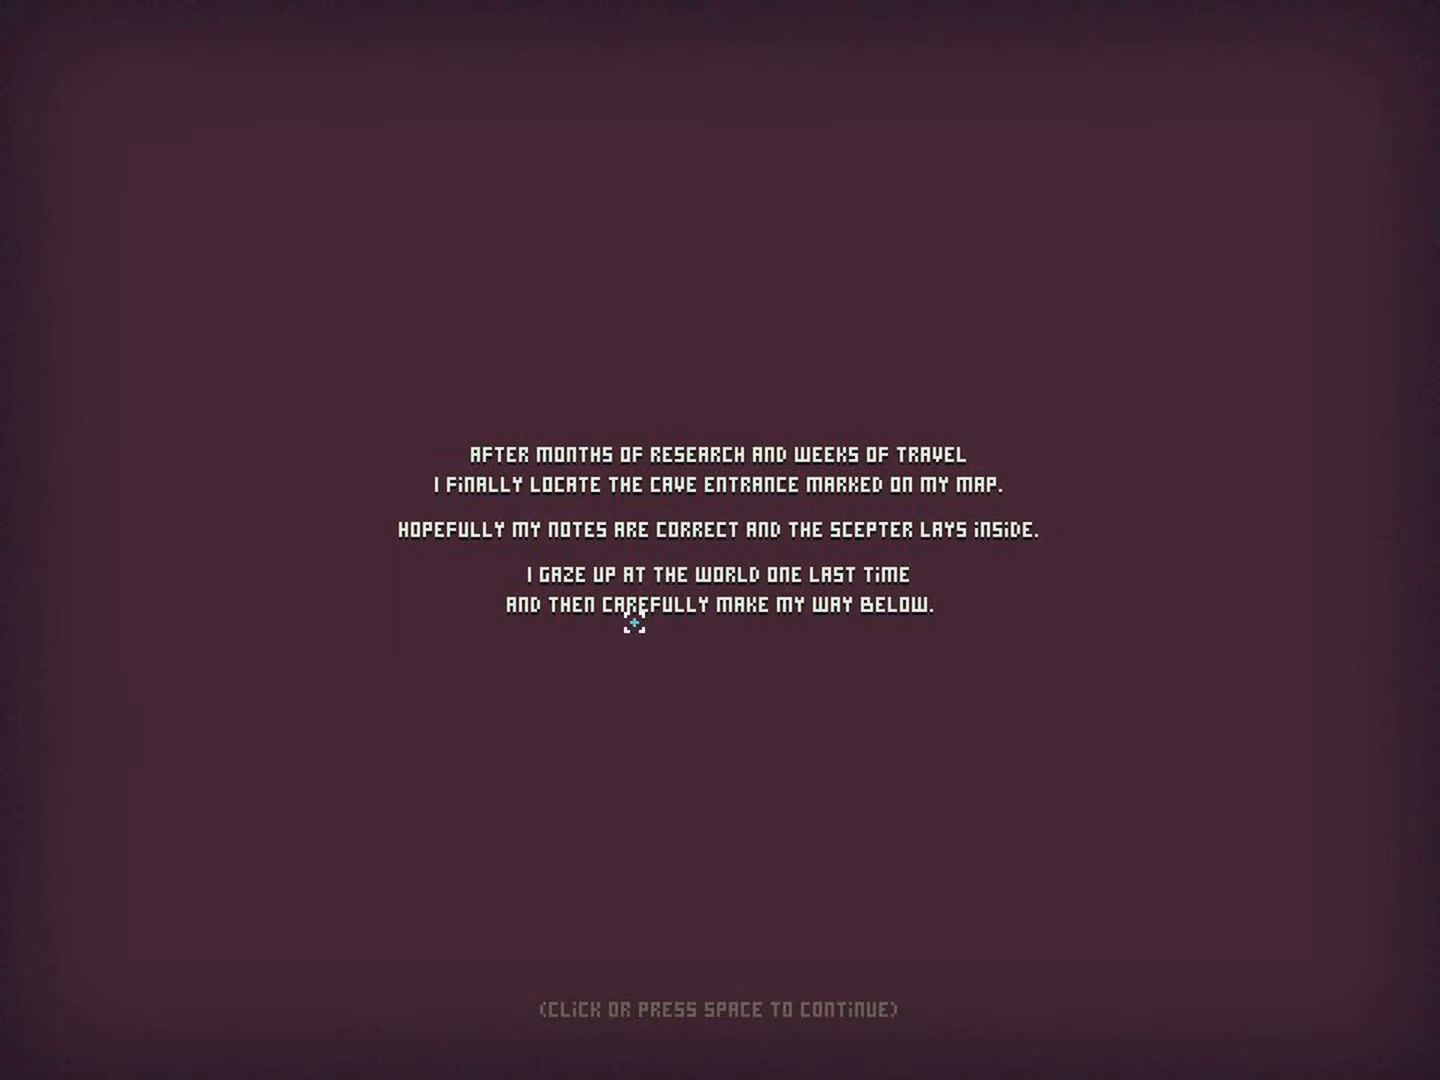 AFTER MONTHS OF RESEARCH AND WEEKS OF TRAVEL
I FINALLY LOCATE THE CAVE ENTRANCE MARKED ON MY MAP.
HOPEFULLY MY NOTES ARE CORRECT AND THE SCEPTER LAYS INSIDE.
I GAZE UP AT THE WORLD ONE LAST TIME
AND THEN CAREFULLY MAKE MY WAY BELOW.
(CLICK OR PRESS SPACE TO CONTINUE)